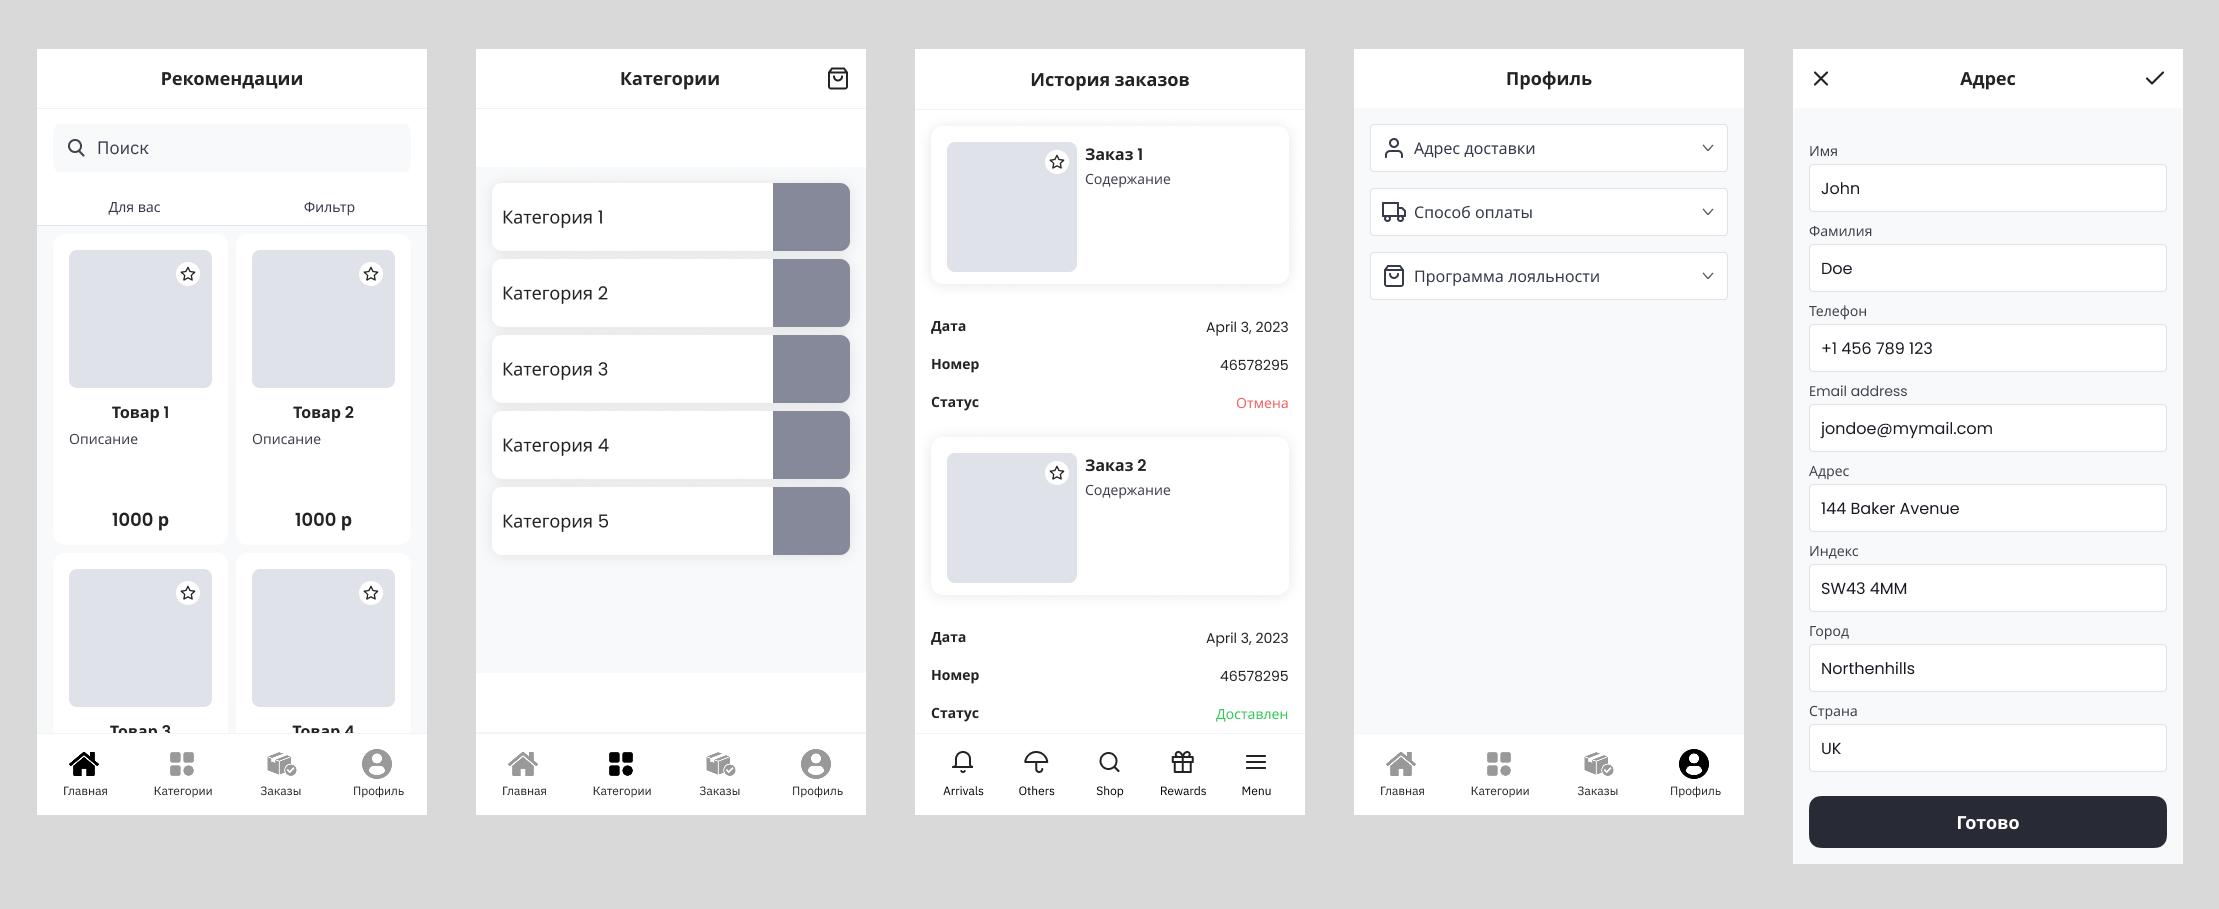 Рекомендации
Поиск
Для вас
Фильтр
Товар 1
Описание
1000 р
Товар 2
Описание
1000 р
Товар 3
Товар 4
Главная
Категории
Заказы
Профиль
Категории
Категория 1
Категория 2
Категория 3
Категория 4
Категория 5
Главная
Категории
Заказы
Профиль
История заказов
Заказ 1
Содержание
Дата
April 3, 2023
Номер
46578295
Статус
Отмена
Заказ 2
Содержание
Дата
April 3, 2023
Номер
46578295
Статус
Доставлен
Arrivals
Others
Shop
Rewards
Menu
Профиль
Адрес доставки
Способ оплаты
Программа лояльности
Главная
Категории
Заказы
Профиль
Адрес
Имя
John
Фамилия
Doe
Телефон
+1 456 789 123
Email address
jondoe@mymail.com
Адрес
144 Baker Avenue
Индекс
SW43 4MM
Город
Northenhills
Страна
UK
Готово